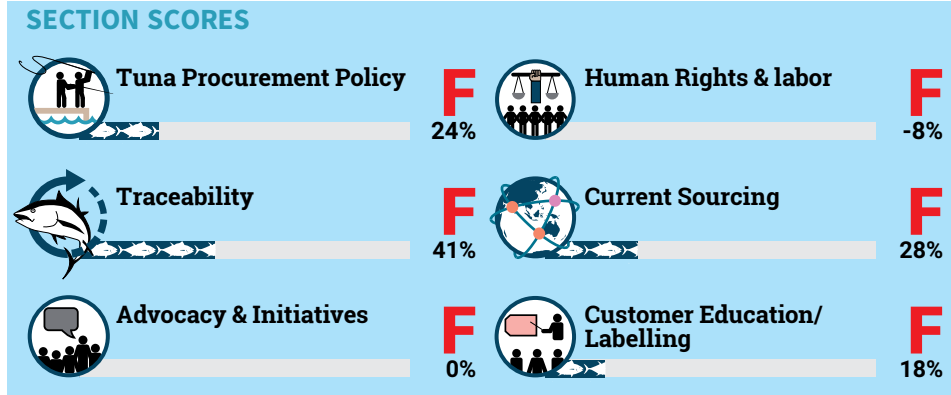 SECTION SCORES
Tuna Procurement Policy
F
24%
Human Rights & labor
F
-8%
Traceability
F
41%
Current Sourcing
F
28%
Advocacy & Initiatives
F
0%
Customer Education/
Labelling
F
18%